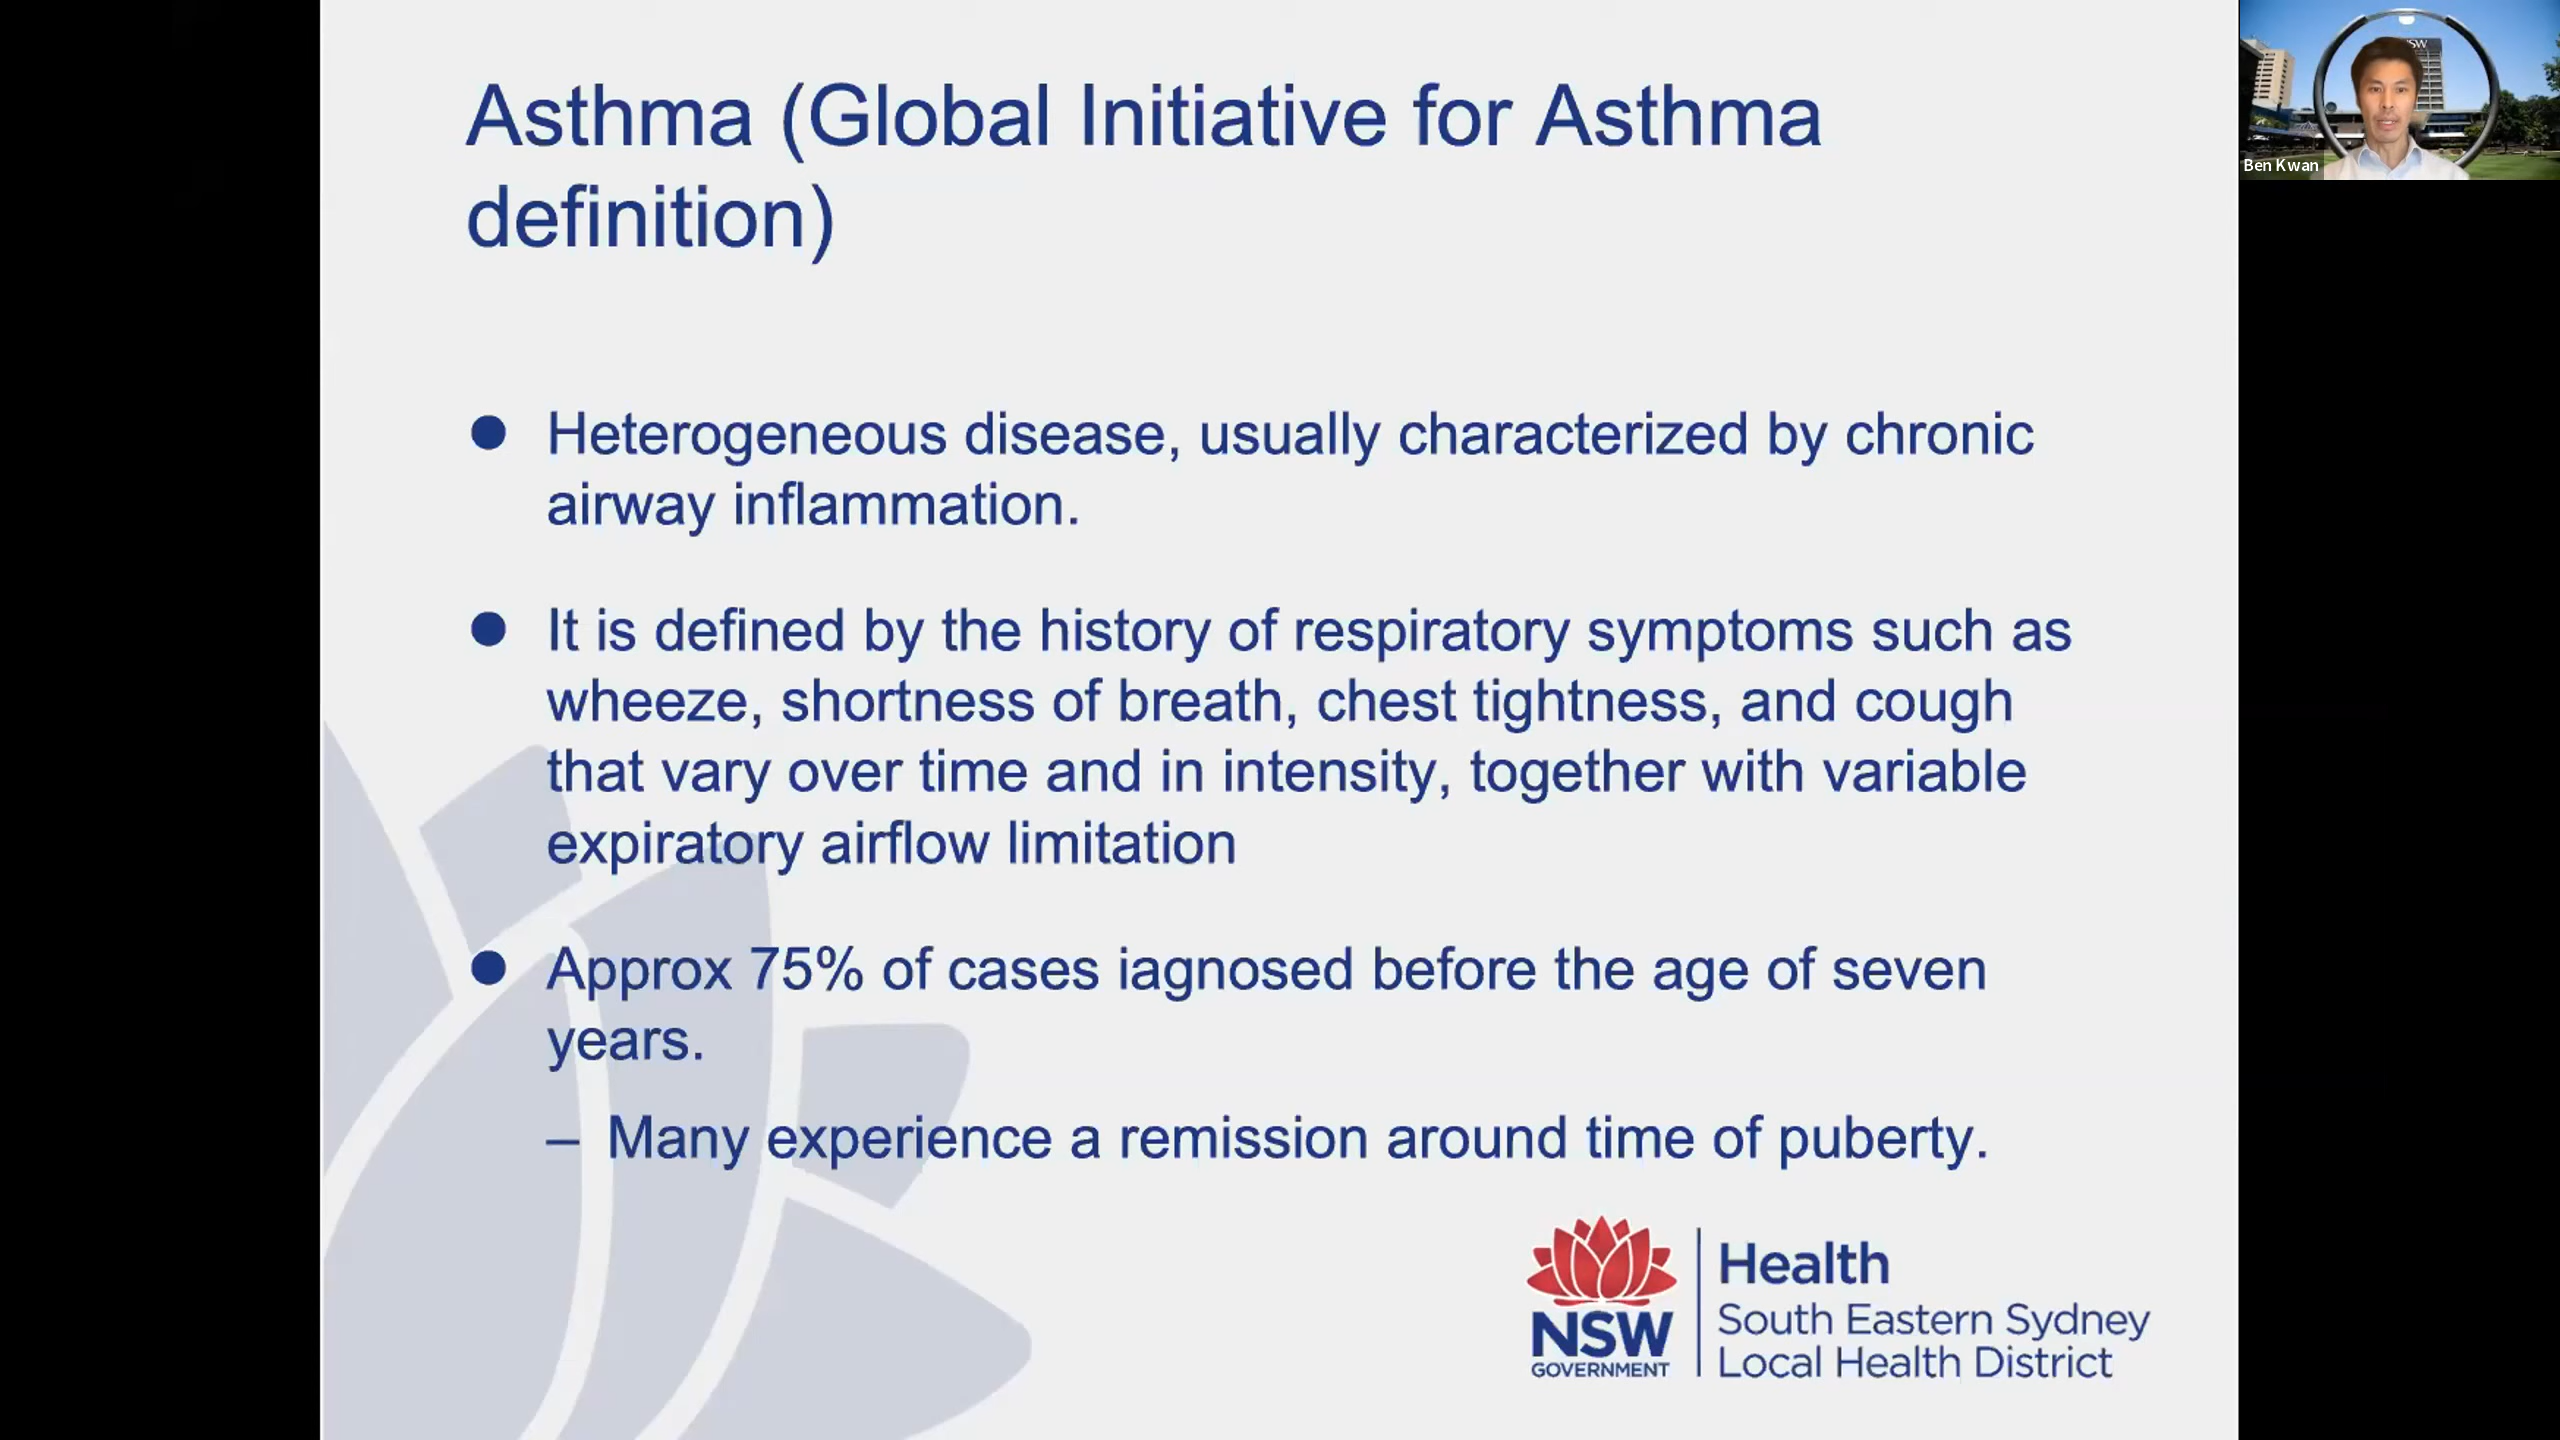 Asthma (Global Initiative for Asthma
definition)
● Heterogeneous disease, usually characterized by chronic
airway inflammation.
● It is defined by the history of respiratory symptoms such as
wheeze, shortness of breath, chest tightness, and cough
that vary over time and in intensity, together with variable
expiratory airflow limitation
● Approx 75% of cases iagnosed before the age of seven
years.
– Many experience a remission around time of puberty.
NSW
GOVERNMENT
Health
South Eastern Sydney
Local Health District
Ben Kwan